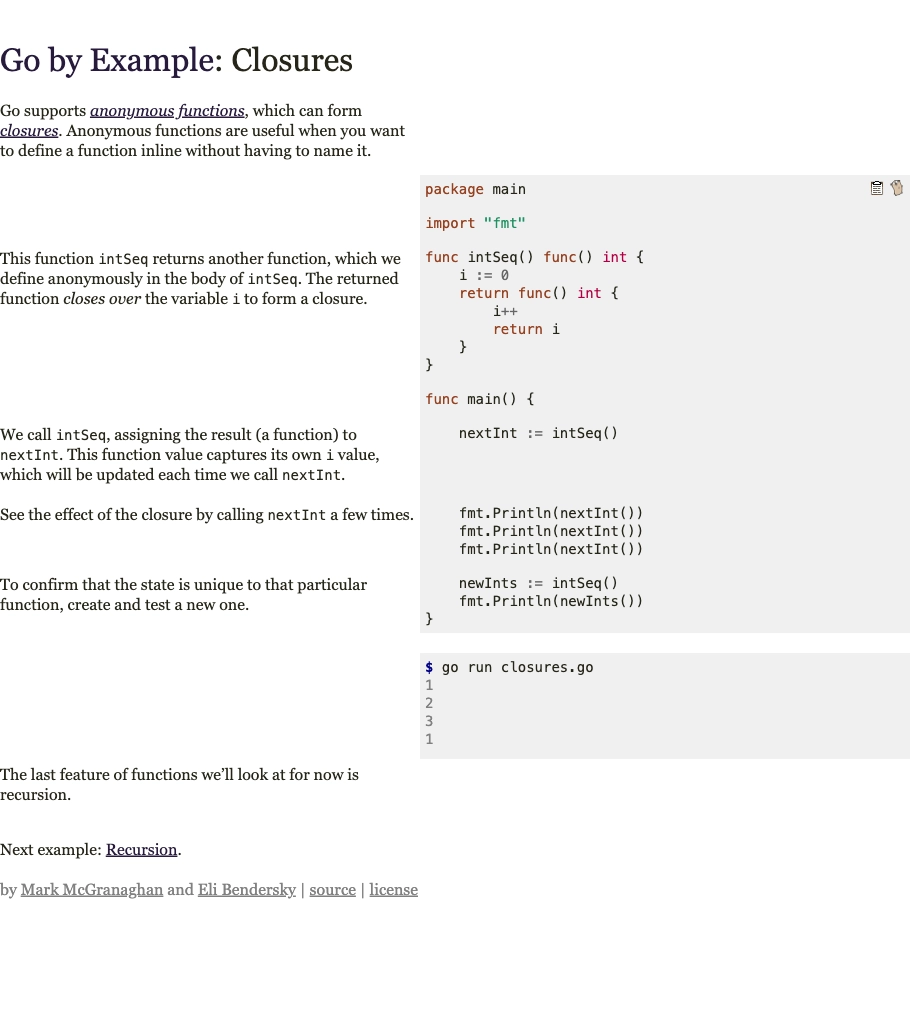 Go by Example: Closures
Go supports anonymous functions, which can form
closures. Anonymous functions are useful when you want
to define a function inline without having to name it.
package main
import "fmt"
This function intSeq returns another function, which we
define anonymously in the body of intSeq. The returned
function closes over the variable i to form a closure.
func intSeq() func() int {
    i := 0
    return func() int {
        i++
        return i
    }
}
func main() {
We call intSeq, assigning the result (a function) to
nextInt. This function value captures its own i value,
which will be updated each time we call nextInt.
    nextInt := intSeq()
See the effect of the closure by calling nextInt a few times.
    fmt.Println(nextInt())
    fmt.Println(nextInt())
    fmt.Println(nextInt())
To confirm that the state is unique to that particular
function, create and test a new one.
    newInts := intSeq()
    fmt.Println(newInts())
}
$ go run closures.go
1
2
3
1
The last feature of functions we’ll look at for now is
recursion.
Next example: Recursion.
by Mark McGranaghan and Eli Bendersky | source | license